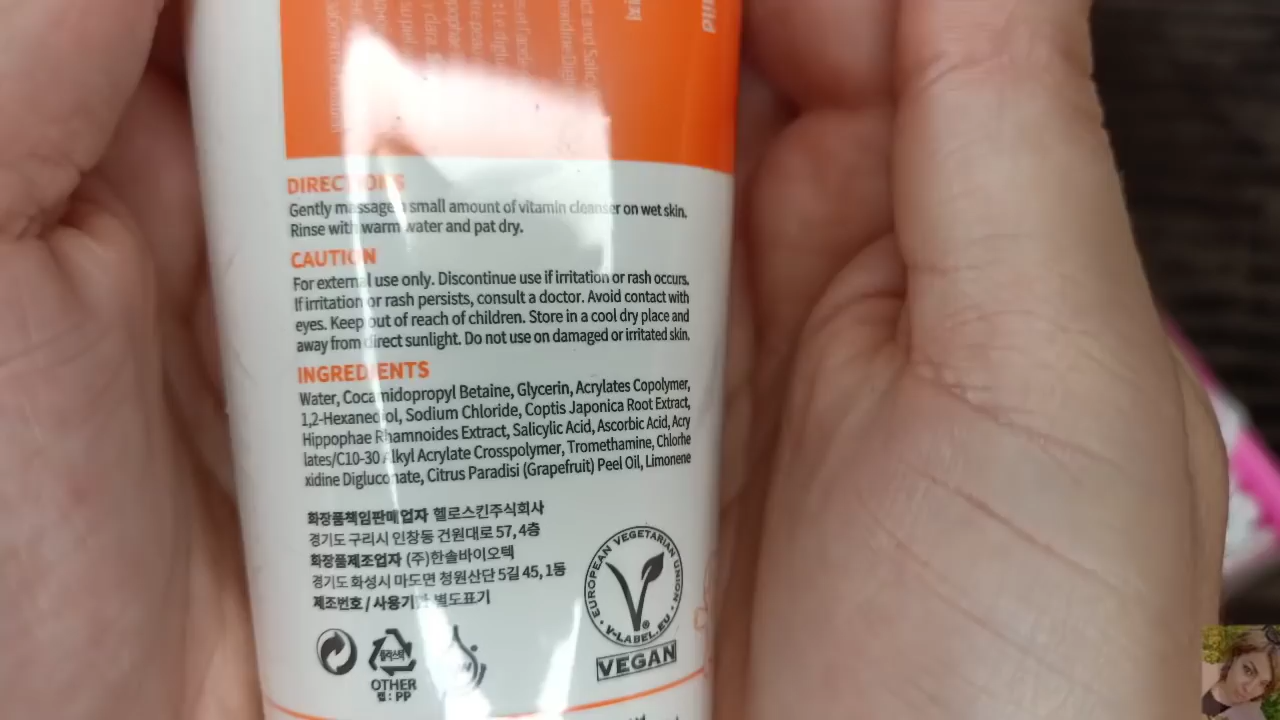 DIRECTIONS
Gently massage a small amount of vitamin cleanser on wet skin.
Rinse with warm water and pat dry.
CAUTION
For external use only. Discontinue use if irritation or rash occurs.
If irritation or rash persists, consult a doctor. Avoid contact with
eyes. Keep out of reach of children. Store in a cool dry place and
away from direct sunlight. Do not use on damaged or irritated skin.
INGREDIENTS
Water, Cocamidopropyl Betaine, Glycerin, Acrylates Copolymer,
1,2-Hexanediol, Sodium Chloride, Coptis Japonica Root Extract,
Hippophae Rhamnoides Extract, Salicylic Acid, Ascorbic Acid, Acry
lates/C10-30 Alkyl Acrylate Crosspolymer, Tromethamine, Chlorhe
xidine Digluconate, Citrus Paradisi (Grapefruit) Peel Oil, Limonene
화장품책임판매업자 헬로스킨주식회사
경기도 구리시 인창동 건원대로 57, 4층
화장품제조업자 (주)한솔바이오텍
경기도 화성시 마도면 청원산단 5길 45, 1동
제조번호 / 사용기한 별도표기
EUROPEAN VEGETARIAN UNION
V-LABEL.EU
VEGAN
플라스틱
OTHER
캡 : PP